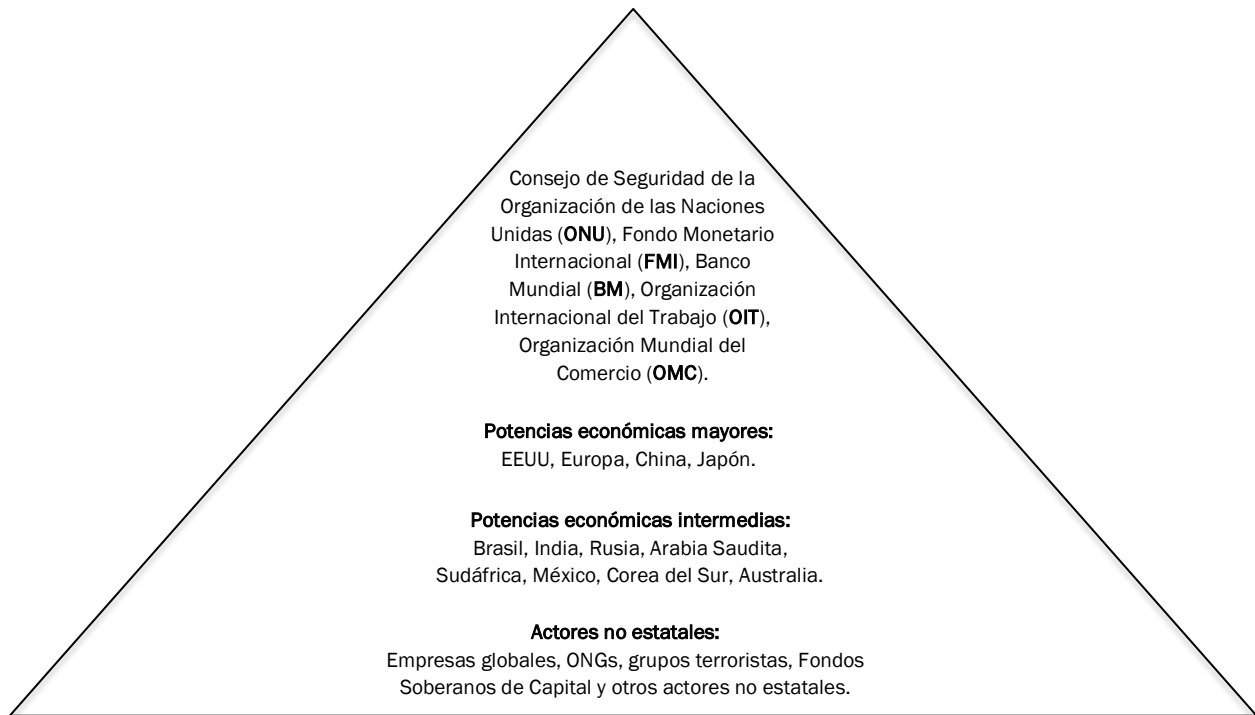 Consejo de Seguridad de la
Organización de las Naciones
Unidas (ONU), Fondo Monetario
Internacional (FMI), Banco
Mundial (BM), Organización
Internacional del Trabajo (OIT),
Organización Mundial del
Comercio (OMC).
Potencias económicas mayores:
EEUU, Europa, China, Japón.
Potencias económicas intermedias:
Brasil, India, Rusia, Arabia Saudita,
Sudáfrica, México, Corea del Sur, Australia.
Actores no estatales:
Empresas globales, ONGs, grupos terroristas, Fondos
Soberanos de Capital y otros actores no estatales.